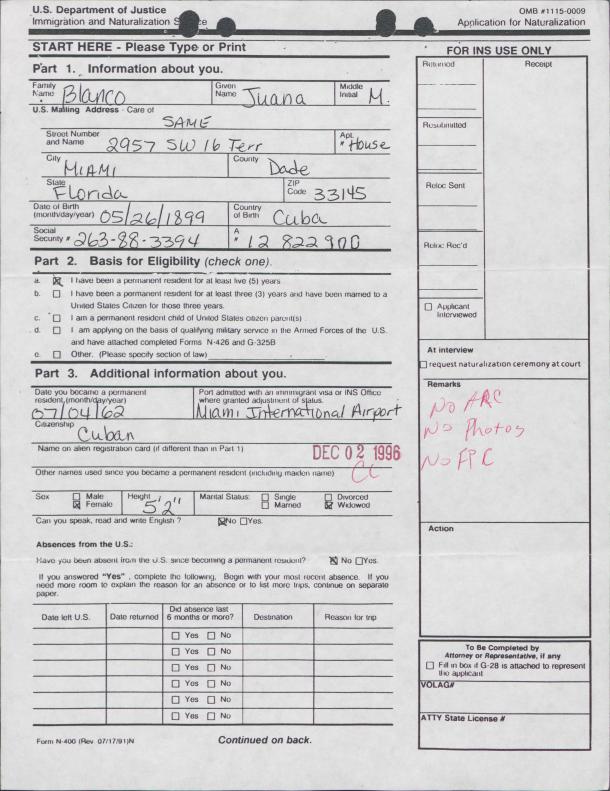 U.S. Department of Justice
Immigration and Naturalization
OMB #1115-0009
Application for Naturalization
START HERE - Please Type or Print
Part 1. Information about you.
Family Name Blanco
Given Name Juana
Middle Initial M.
U.S. Mailing Address - Care of
SAME
Street Number and Name 2957 SW 16 Terr
Apt. # House
City MIAMI
County Dade
State Florida
ZIP Code 33145
Date of Birth (month/day/year) 05/26/1899
Country of Birth Cuba
Social Security # 263-88-3394
A # 12 822 900
Part 2. Basis for Eligibility (check one).
a. ☒ I have been a permanent resident for at least five (5) years
b. ☐ I have been a permanent resident for at least three (3) years and have been married to a
United States Citizen for those three years.
c. ☐ I am a permanent resident child of United States citizen parent(s)
d. ☐ I am applying on the basis of qualifying military service in the Armed Forces of the U.S.
and have attached completed Forms N-426 and G-325B
e. ☐ Other. (Please specify section of law)
Part 3. Additional information about you.
Date you became a permanent resident (month/day/year) 07/04/62
Port admitted with an immigrant visa or INS Office where granted adjustment of status.
Miami International Airport
Citizenship
Cuban
Name on alien registration card (if different than in Part 1)
DEC 02 1996
Other names used since you became a permanent resident (including maiden name)
Sex ☐ Male ☒ Female
Height 5'2"
Marital Status: ☐ Single ☐ Married ☐ Divorced ☒ Widowed
Can you speak, read and write English ? ☒No ☐Yes.
Absences from the U.S.:
Have you been absent from the U.S. since becoming a permanent resident? ☒ No ☐Yes.
If you answered "Yes" , complete the following, Begin with your most recent absence. If you
need more room to explain the reason for an absence or to list more trips, continue on separate
paper.
Date left U.S.
Date returned
Did absence last 6 months or more?
Destination
Reason for trip
☐ Yes ☐ No
☐ Yes ☐ No
☐ Yes ☐ No
☐ Yes ☐ No
☐ Yes ☐ No
☐ Yes ☐ No
Form N-400 (Rev. 07/17/91)N
Continued on back.
FOR INS USE ONLY
Returned
Receipt
Resubmitted
Reloc Sent
Reloc Rec'd
☐ Applicant Interviewed
At interview
☐ request naturalization ceremony at court
Remarks
No ARC
No Photos
No FPC
Action
To Be Completed by
Attorney or Representative, if any
☐ Fill in box if G-28 is attached to represent
the applicant
VOLAG#
ATTY State License #